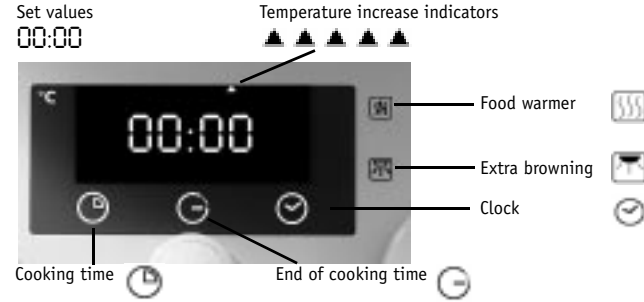 Set values
00:00
Temperature increase indicators
°C
00:00
Food warmer
Extra browning
Clock
Cooking time
End of cooking time